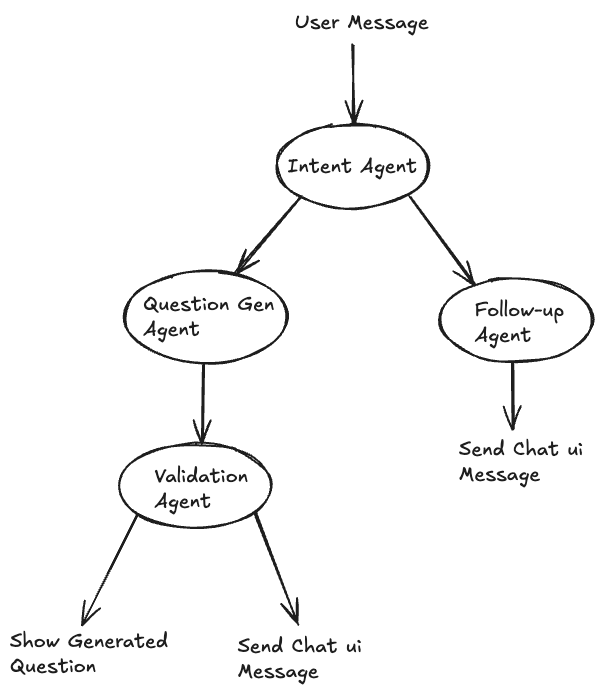 User Message
Intent Agent
Question Gen
Agent
Follow-up
Agent
Send Chat ui
Message
Validation
Agent
Show Generated
Question
Send Chat ui
Message